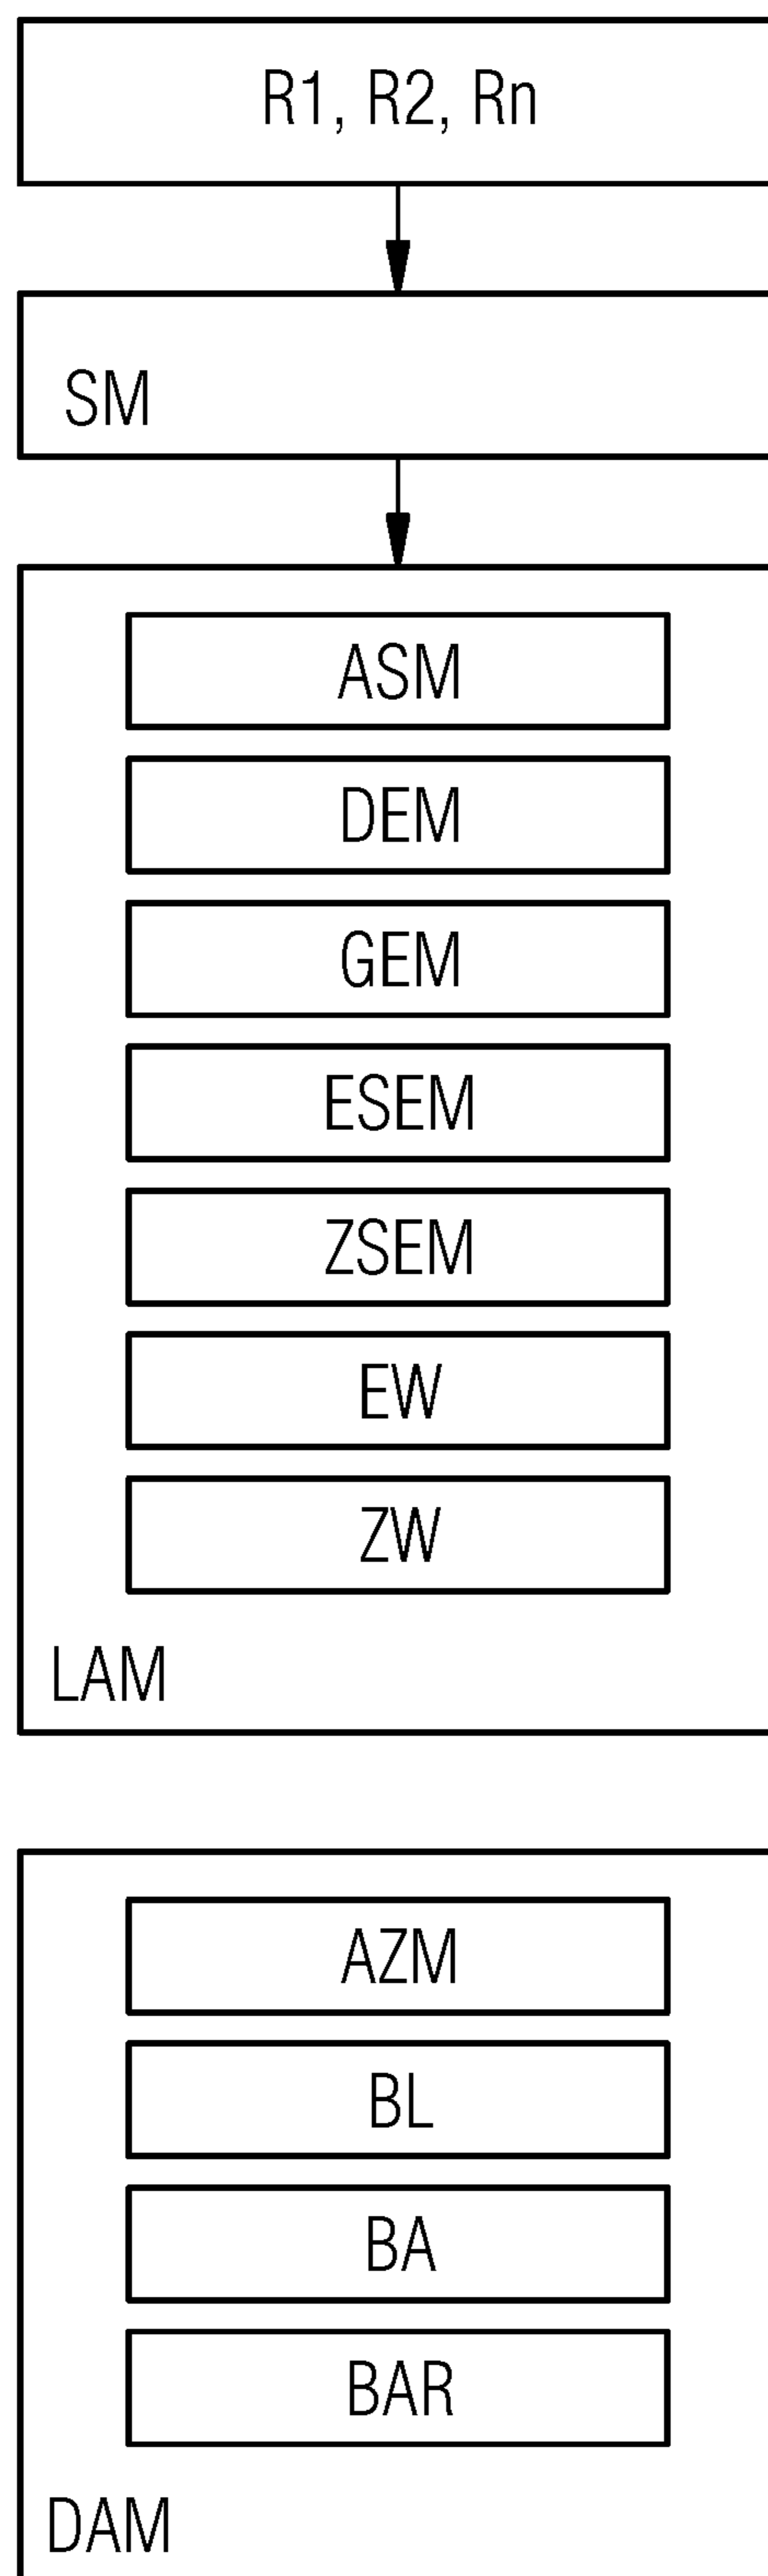 R1, R2, Rn
SM
ASM
DEM
GEM
ESEM
ZSEM
EW
ZW
LAM
AZM
BL
BA
BAR
DAM